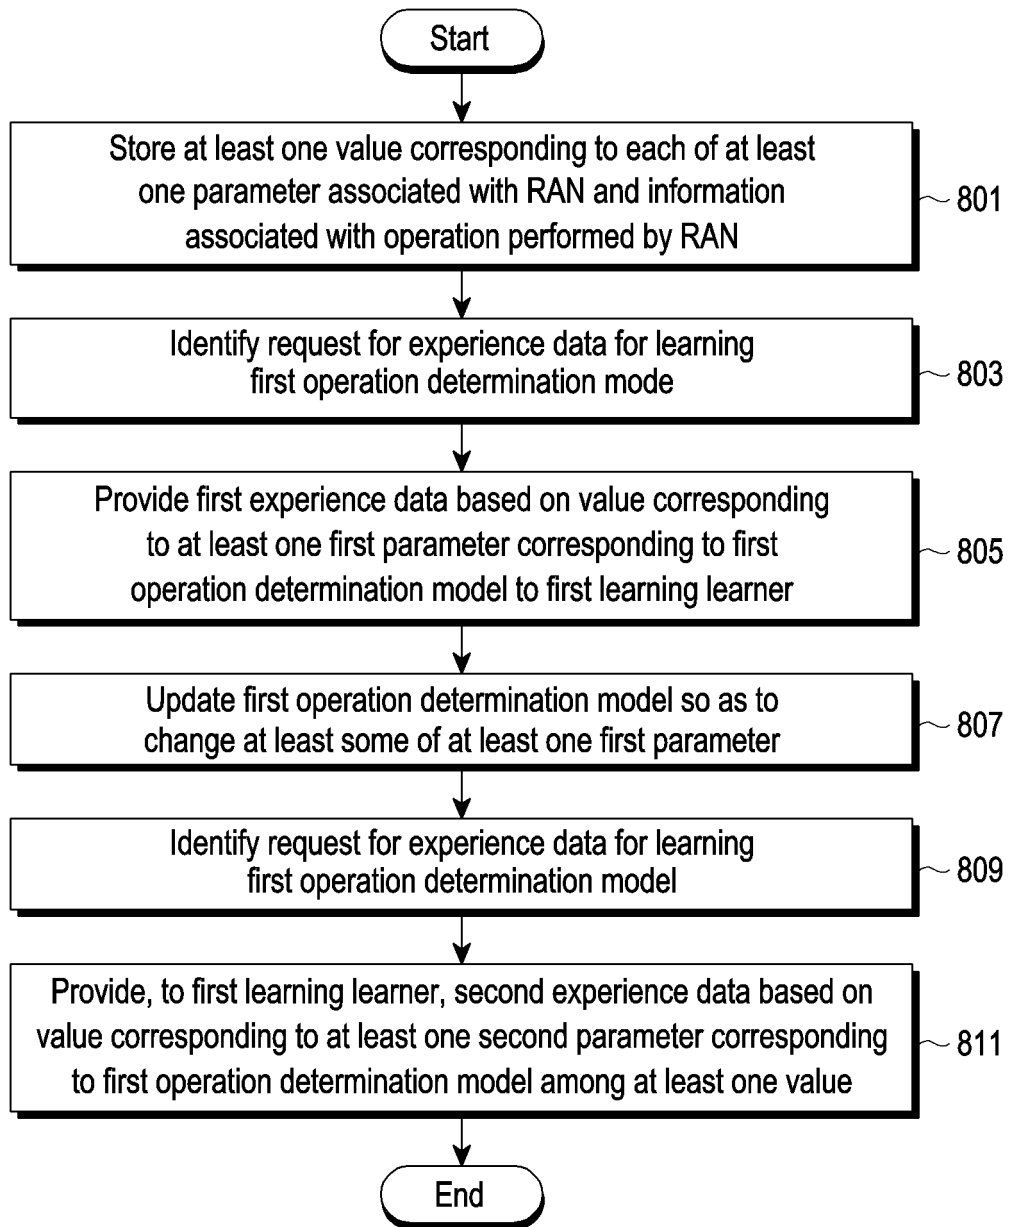 Start
Store at least one value corresponding to each of at least
one parameter associated with RAN and information
associated with operation performed by RAN
801
Identify request for experience data for learning
first operation determination mode
803
Provide first experience data based on value corresponding
to at least one first parameter corresponding to first
operation determination model to first learning learner
805
Update first operation determination model so as to
change at least some of at least one first parameter
807
Identify request for experience data for learning
first operation determination model.
809
Provide, to first learning learner, second experience data based on
value corresponding to at least one second parameter corresponding
to first operation determination model among at least one value
811
End